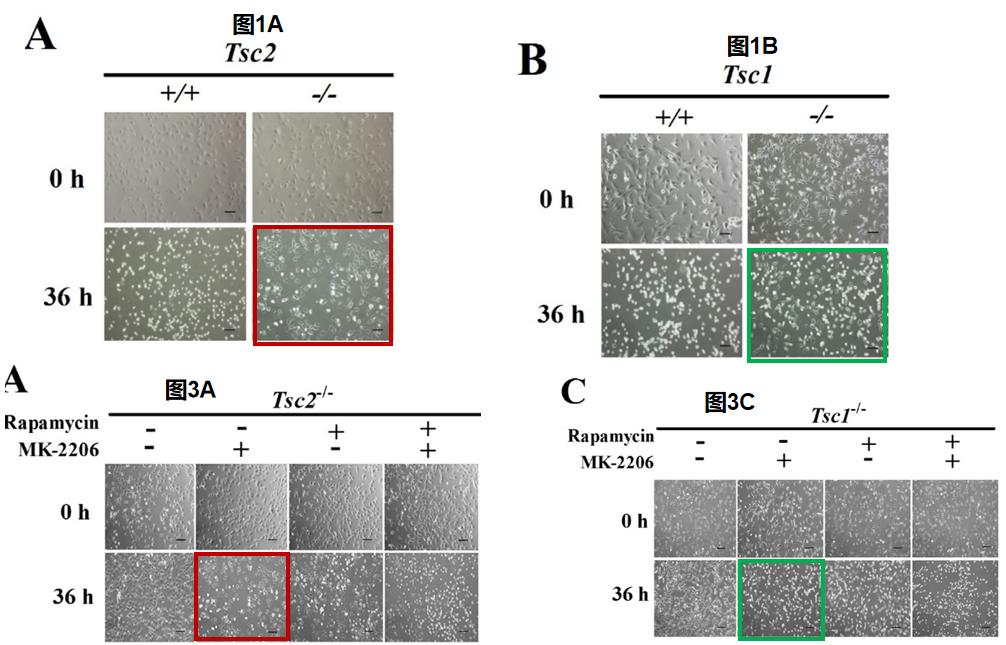 A
图1A
Tsc2
+/+ -/-
0 h
36 h
B
图1B
Tsc1
+/+ -/-
0 h
36 h
A
图3A
Tsc2-/-
Rapamycin - - + +
MK-2206 - + - +
0 h
36 h
C
图3C
Tsc1-/-
Rapamycin - - + +
MK-2206 - + - +
0 h
36 h